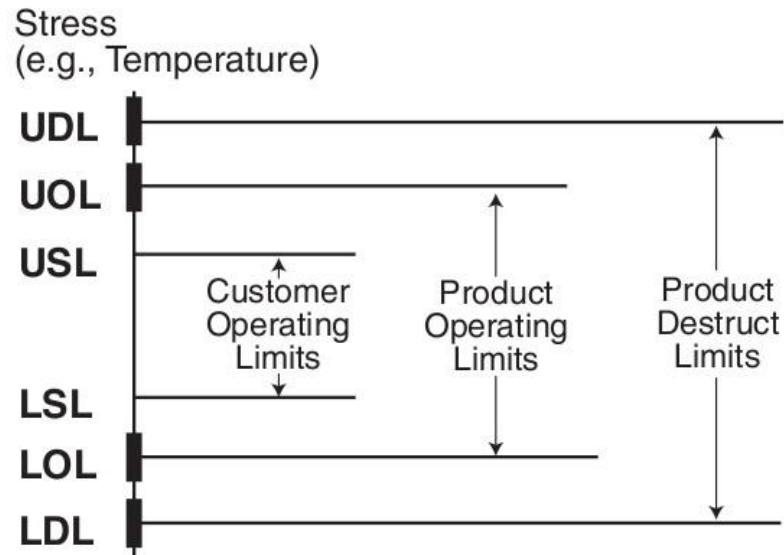 Stress
(e.g., Temperature)
UDL
UOL
USL
Customer
Operating
Limits
Product
Operating
Limits
Product
Destruct
Limits
LSL
LOL
LDL